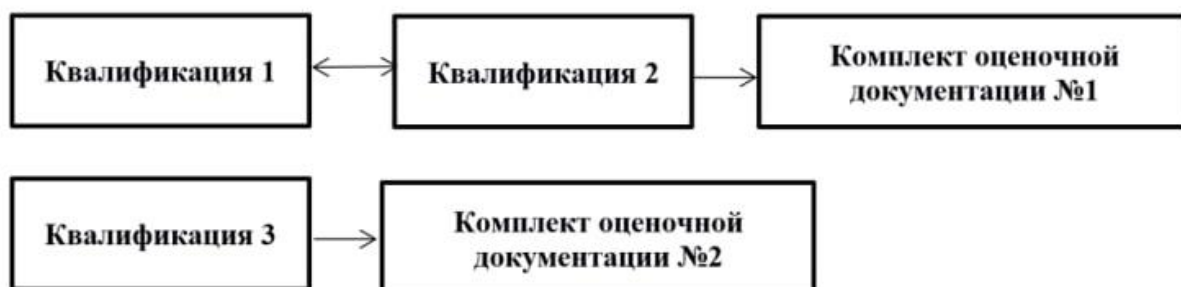 Квалификация 1
Квалификация 2
Комплект оценочной
документации №1
Квалификация 3
Комплект оценочной
документации №2